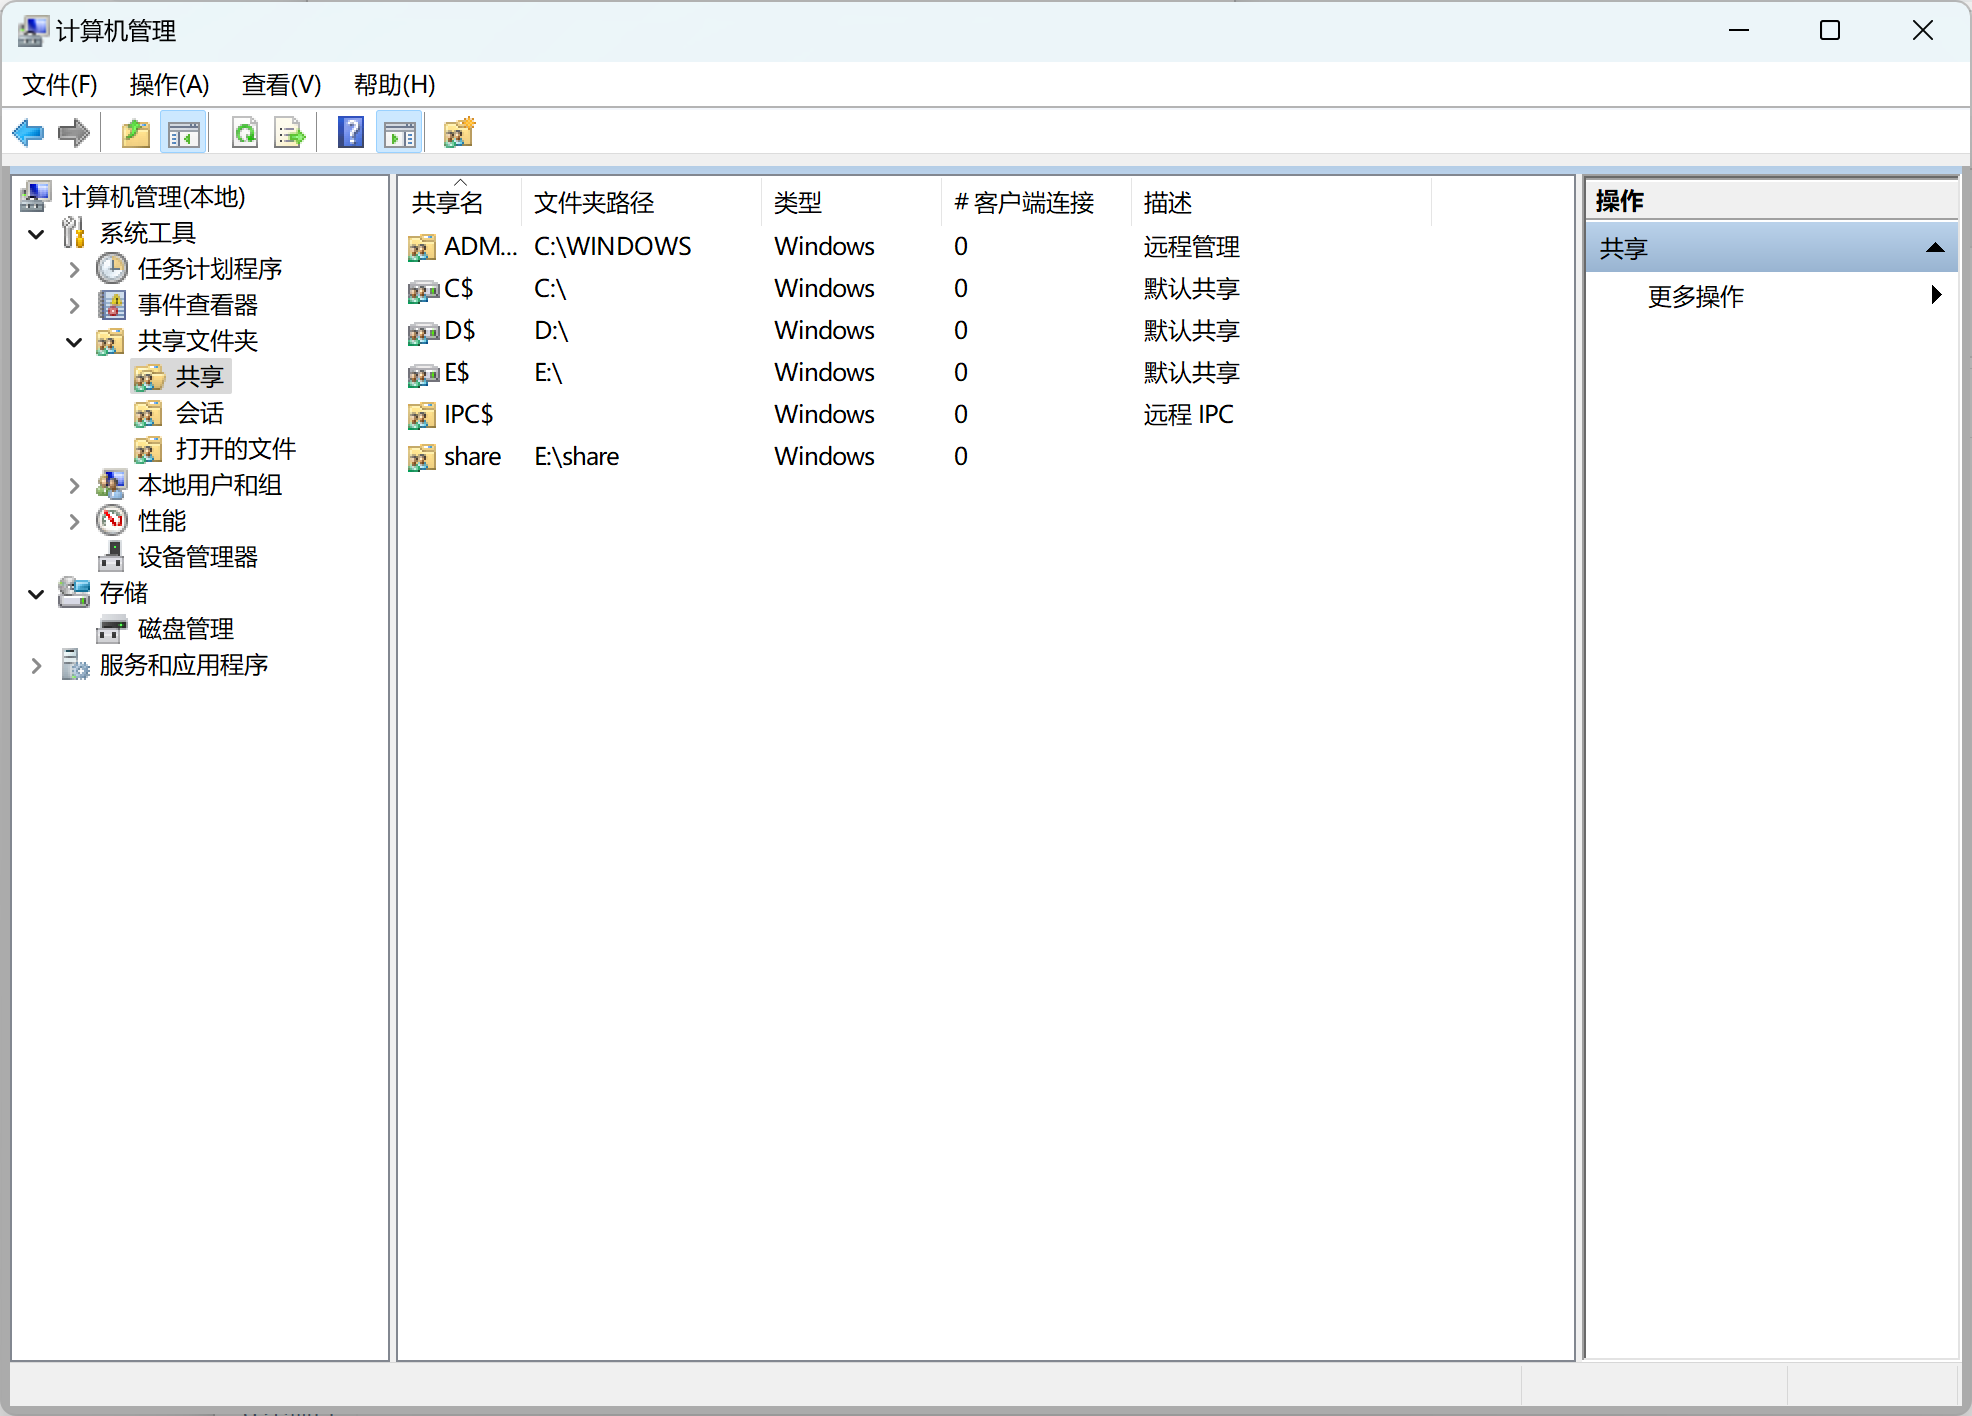 计算机管理
文件(F) 操作(A) 查看(V) 帮助(H)
计算机管理(本地)
系统工具
任务计划程序
事件查看器
共享文件夹
共享
会话
打开的文件
本地用户和组
性能
设备管理器
存储
磁盘管理
服务和应用程序
共享名 文件夹路径 类型 # 客户端连接 描述
ADM... C:\WINDOWS Windows 0 远程管理
C$ C:\ Windows 0 默认共享
D$ D:\ Windows 0 默认共享
E$ E:\ Windows 0 默认共享
IPC$ Windows 0 远程 IPC
share E:\share Windows 0
操作
共享
更多操作